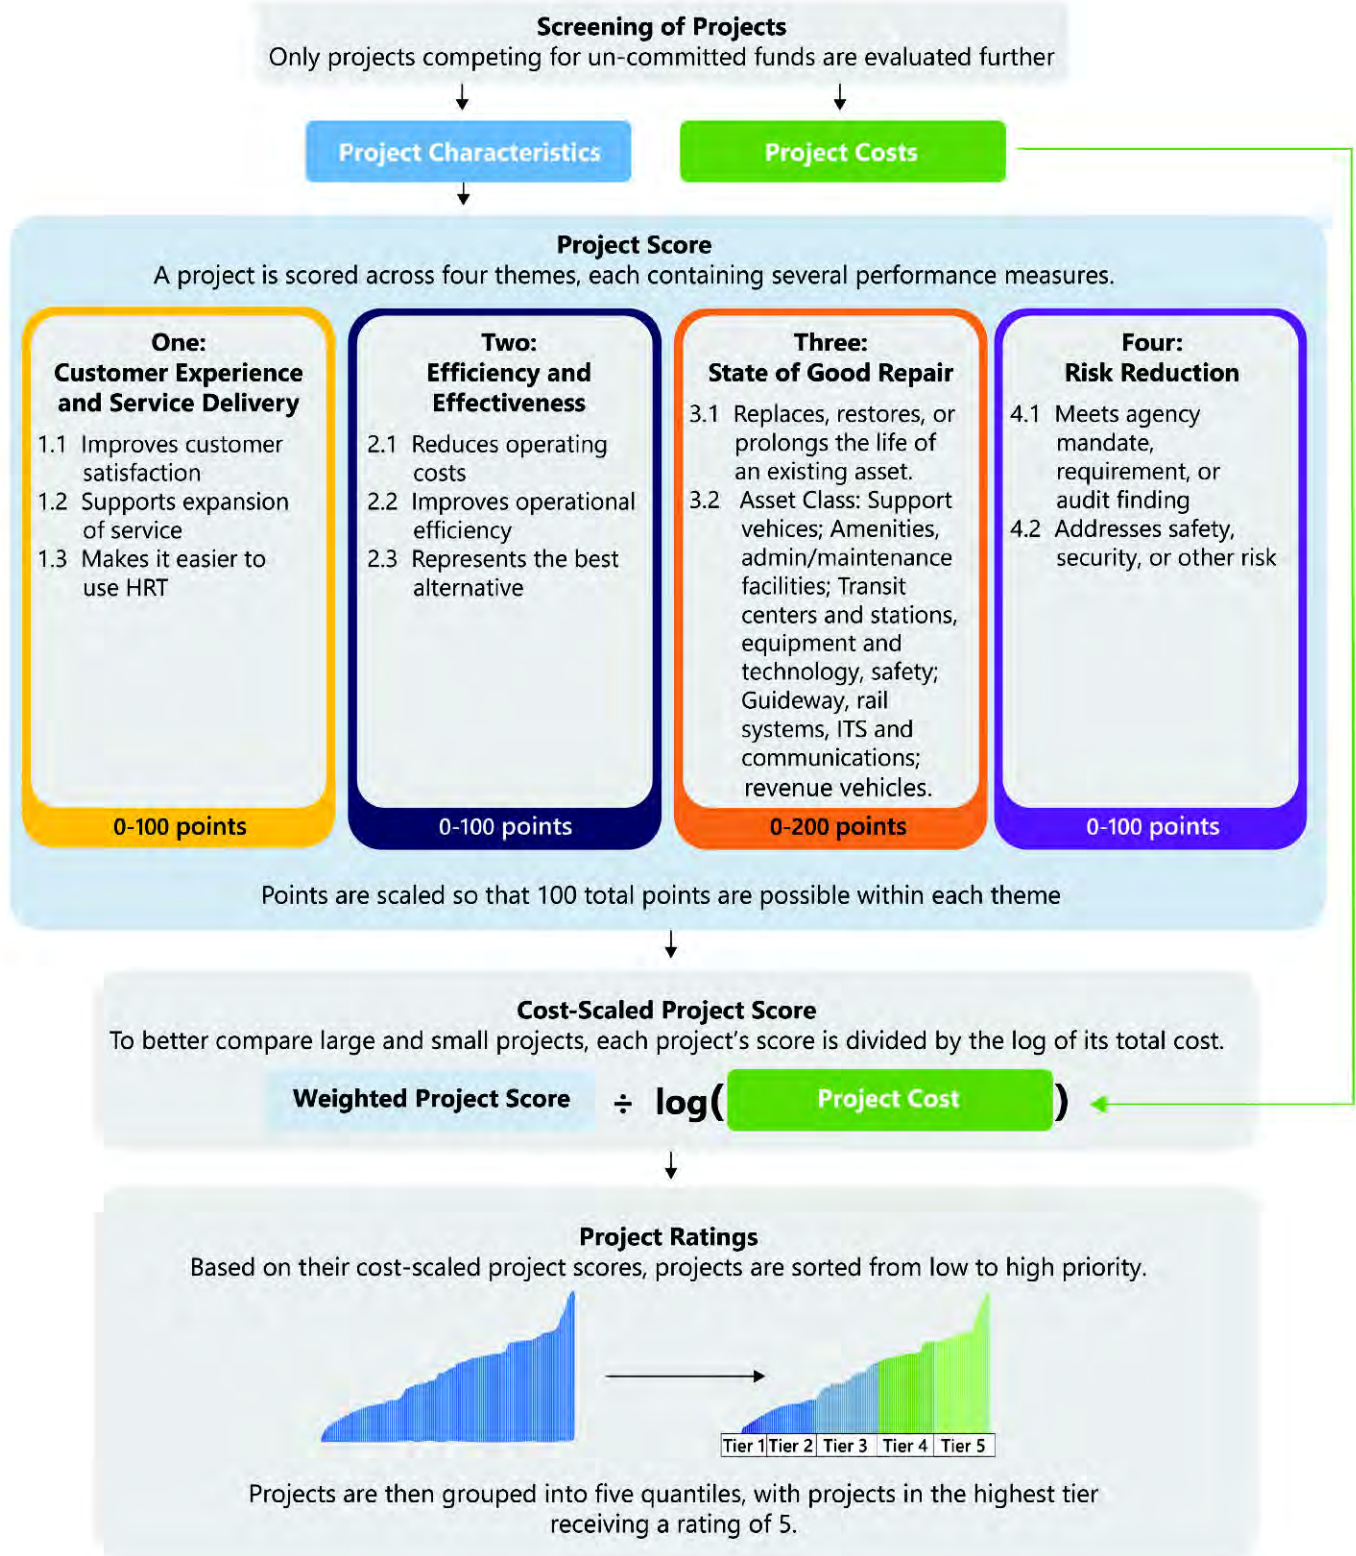 Screening of Projects
Only projects competing for un-committed funds are evaluated further
Project Characteristics
Project Costs
Project Score
A project is scored across four themes, each containing several performance measures.
One:
Customer Experience
and Service Delivery
1.1 Improves customer
satisfaction
1.2 Supports expansion
of service
1.3 Makes it easier to
use HRT
0-100 points
Two:
Efficiency and
Effectiveness
2.1 Reduces operating
costs
2.2 Improves operational
efficiency
2.3 Represents the best
alternative
0-100 points
Three:
State of Good Repair
3.1 Replaces, restores, or
prolongs the life of
an existing asset.
3.2 Asset Class: Support
vehices; Amenities,
admin/maintenance
facilities; Transit
centers and stations,
equipment and
technology, safety;
Guideway, rail
systems, ITS and
communications;
revenue vehicles.
0-200 points
Four:
Risk Reduction
4.1 Meets agency
mandate,
requirement, or
audit finding
4.2 Addresses safety,
security, or other risk
0-100 points
Points are scaled so that 100 total points are possible within each theme
Cost-Scaled Project Score
To better compare large and small projects, each project's score is divided by the log of its total cost.
Weighted Project Score ÷ log( Project Cost )
Project Ratings
Based on their cost-scaled project scores, projects are sorted from low to high priority.
Tier 1 Tier 2 Tier 3 Tier 4 Tier 5
Projects are then grouped into five quantiles, with projects in the highest tier
receiving a rating of 5.